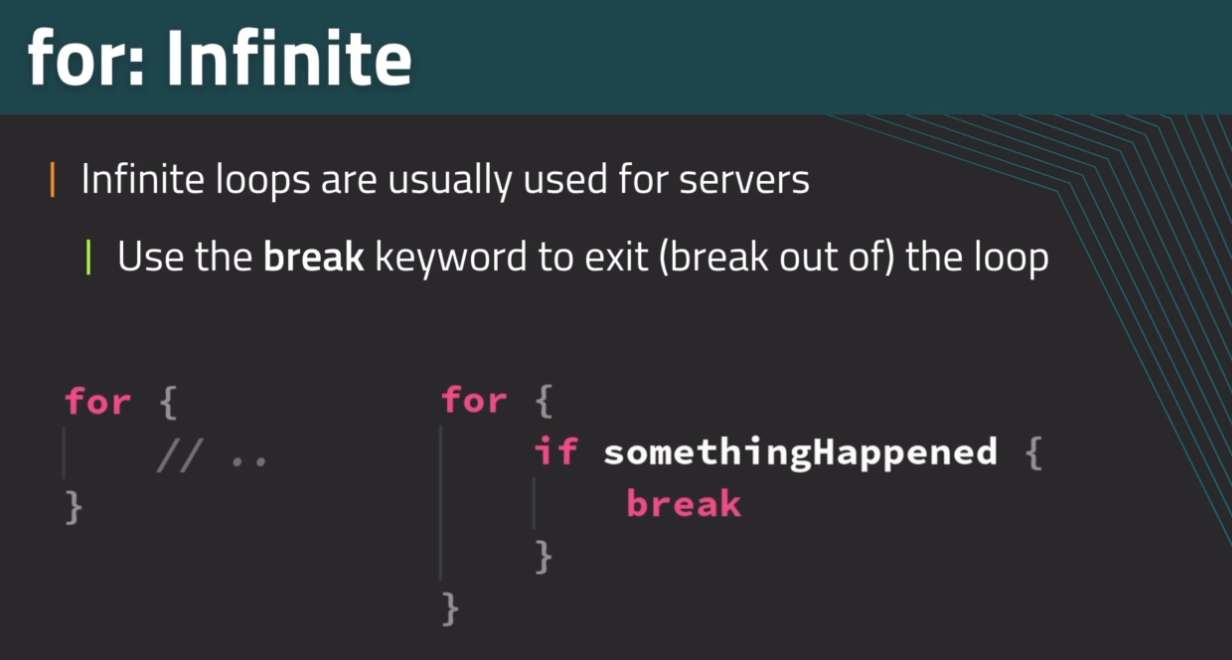 for: Infinite
Infinite loops are usually used for servers
Use the break keyword to exit (break out of) the loop
for {
// ..
}
for {
if somethingHappened {
break
}
}